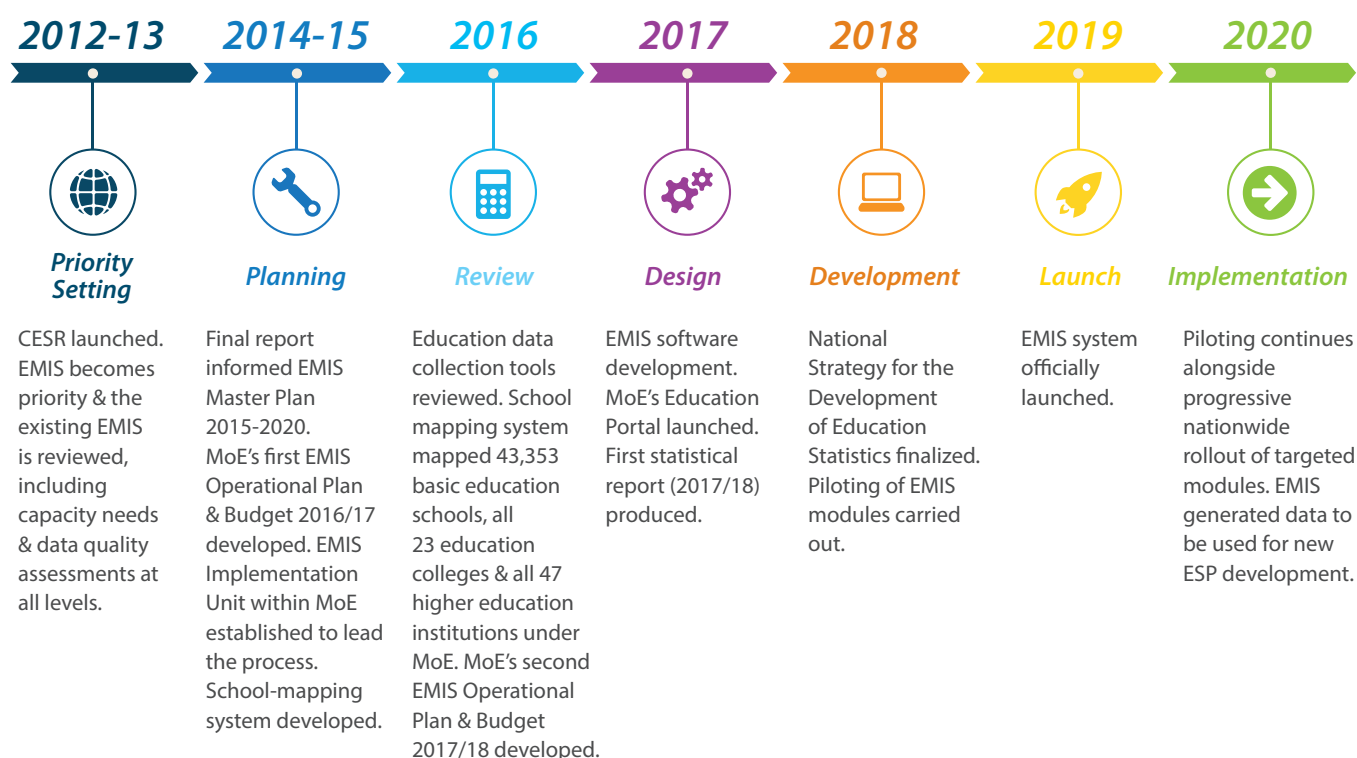 2012-13
2014-15
2016
2017
2018
2019
2020
Priority
Setting
Planning
Review
Design
Development
Launch
Implementation
CESR launched.
EMIS becomes
priority & the
existing EMIS
is reviewed,
including
capacity needs
& data quality
assessments at
all levels.
Final report
informed EMIS
Master Plan
2015-2020.
MoE’s first EMIS
Operational Plan
& Budget 2016/17
developed. EMIS
Implementation
Unit within MoE
established to lead
the process.
School-mapping
system developed.
Education data
collection tools
reviewed. School
mapping system
mapped 43,353
basic education
schools, all
23 education
colleges & all 47
higher education
institutions under
MoE. MoE’s second
EMIS Operational
Plan & Budget
2017/18 developed.
EMIS software
development.
MoE’s Education
Portal launched.
First statistical
report (2017/18)
produced.
National
Strategy for the
Development
of Education
Statistics finalized.
Piloting of EMIS
modules carried
out.
EMIS system
officially
launched.
Piloting continues
alongside
progressive
nationwide
rollout of targeted
modules. EMIS
generated data to
be used for new
ESP development.